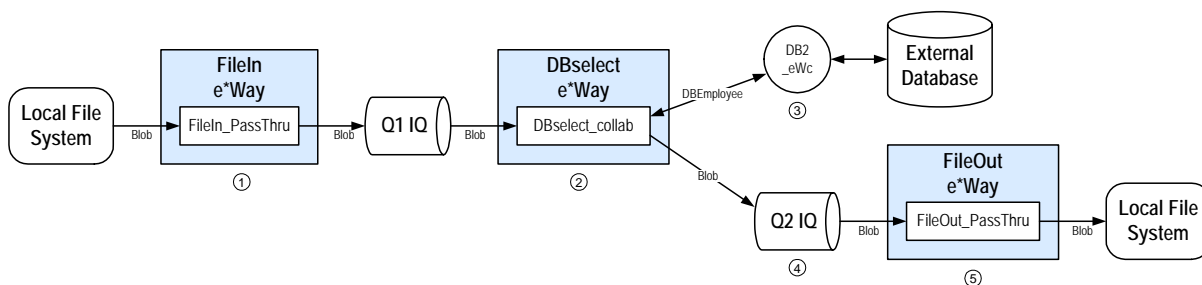 Local File
System
Blob
FileIn
e*Way
FileIn_PassThru
①
Blob
Q1 IQ
Blob
DBselect
e*Way
DBselect_collab
②
DBEmployee
DB2
_eWc
③
External
Database
Blob
Q2 IQ
④
Blob
FileOut
e*Way
FileOut_PassThru
⑤
Blob
Local File
System